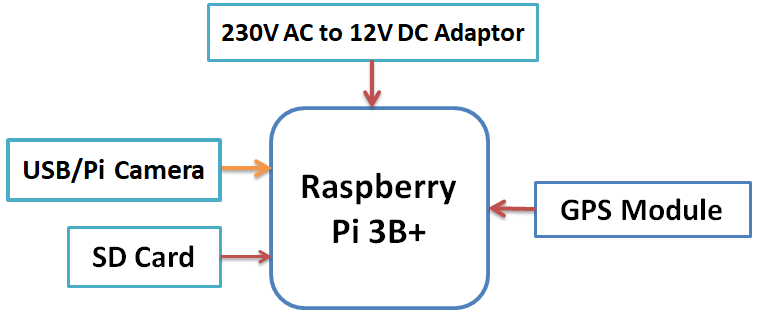 230V AC to 12V DC Adaptor
USB/Pi Camera
Raspberry
Pi 3B+
GPS Module
SD Card